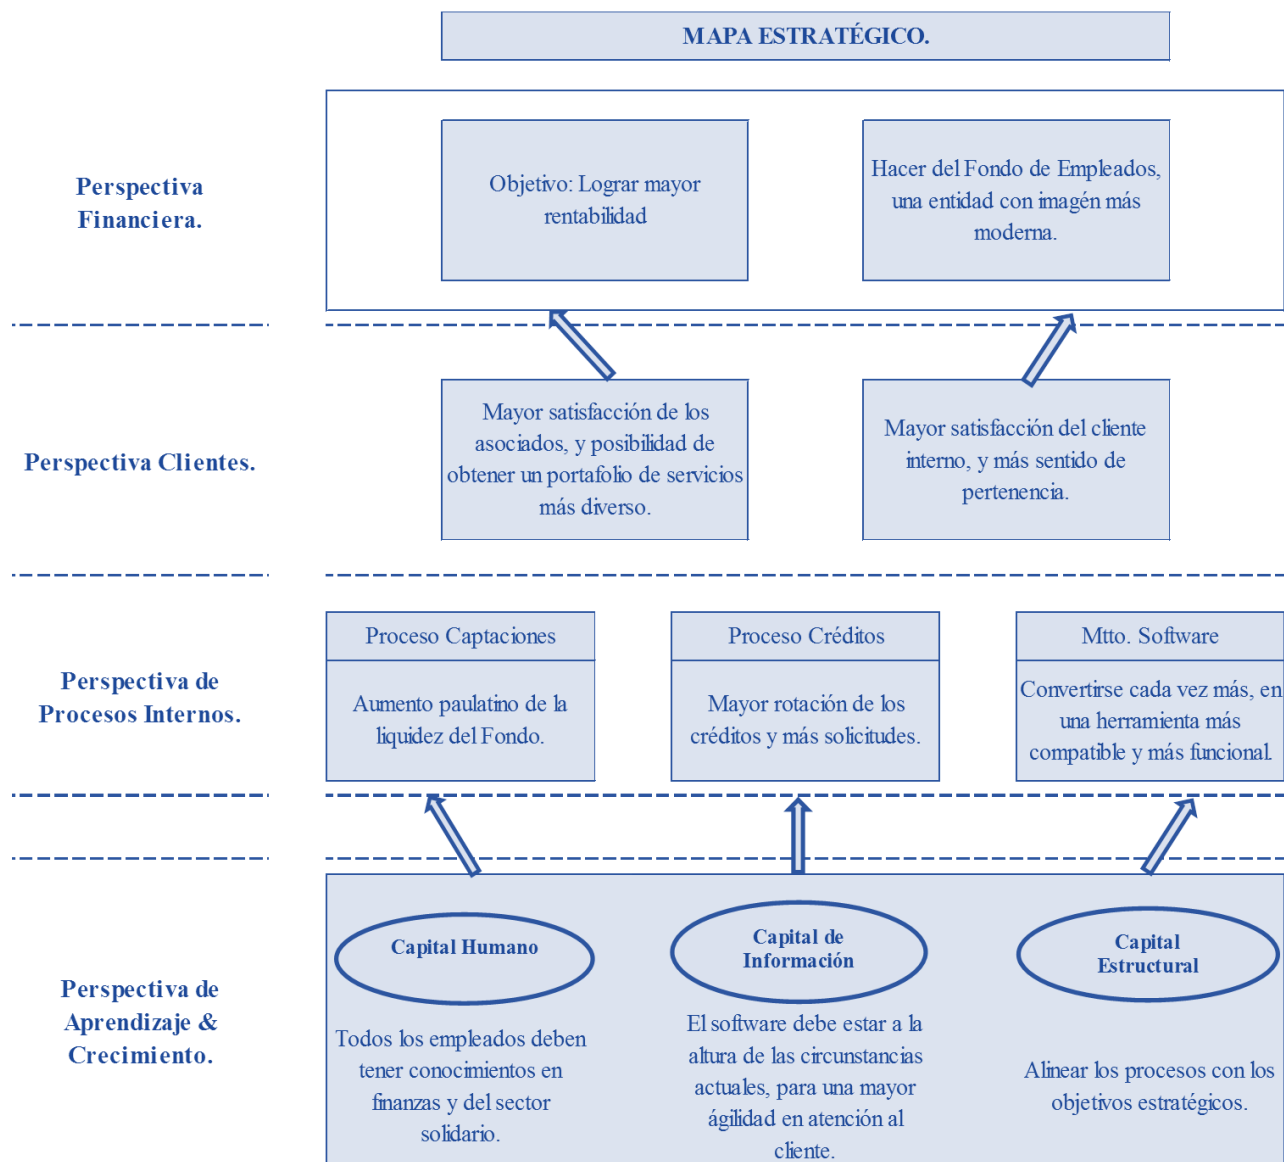 MAPA ESTRATÉGICO.
Perspectiva
Financiera.
Objetivo: Lograr mayor
rentabilidad
Hacer del Fondo de Empleados,
una entidad con imagén más
moderna.
Perspectiva Clientes.
Mayor satisfacción de los
asociados, y posibilidad de
obtener un portafolio de servicios
más diverso.
Mayor satisfacción del cliente
interno, y más sentido de
pertenencia.
Perspectiva de
Procesos Internos.
Proceso Captaciones
Aumento paulatino de la
liquidez del Fondo.
Proceso Créditos
Mayor rotación de los
créditos y más solicitudes.
Mtto. Software
Convertirse cada vez más, en
una herramienta más
compatible y más funcional.
Perspectiva de
Aprendizaje &
Crecimiento.
Capital Humano
Todos los empleados deben
tener conocimientos en
finanzas y del sector
solidario.
Capital de
Información
El software debe estar a la
altura de las circunstancias
actuales, para una mayor
ágilidad en atención al
cliente.
Capital
Estructural
Alinear los procesos con los
objetivos estratégicos.